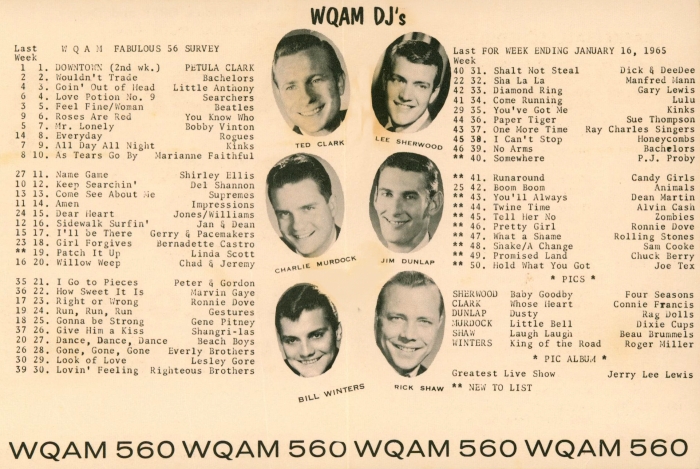 WQAM DJ's
Last W Q A M FABULOUS 56 SURVEY
Week
1 1. DOWNTOWN (2nd wk.) PETULA CLARK
2 2. Wouldn't Trade Bachelors
4 3. Goin' Out of Head Little Anthony
6 4. Love Potion No. 9 Searchers
3 5. Feel Fine/Woman Beatles
9 6. Roses Are Red You Know Who
5 7. Mr. Lonely Bobby Vinton
14 8. Everyday Rogues
7 9. All Day All Night Kinks
8 10. As Tears Go By Marianne Faithful
27 11. Name Game Shirley Ellis
10 12. Keep Searchin' Del Shannon
13 13. Come See About Me Supremes
11 14. Amen Impressions
24 15. Dear Heart Jones/Williams
12 16. Sidewalk Surfin' Jan & Dean
15 17. I'll be There Gerry & Pacemakers
23 18. Girl Forgives Bernadette Castro
** 19. Patch It Up Linda Scott
16 20. Willow Weep Chad & Jeremy
35 21. I Go to Pieces Peter & Gordon
36 22. How Sweet It Is Marvin Gaye
17 23. Right or Wrong Ronnie Dove
19 24. Run, Run, Run Gestures
18 25. Gonna be Strong Gene Pitney
37 26. Give Him a Kiss Shangri-las
20 27. Dance, Dance, Dance Beach Boys
26 28. Gone, Gone, Gone Everly Brothers
30 29. Look of Love Lesley Gore
39 30. Lovin' Feeling Righteous Brothers
TED CLARK
LEE SHERWOOD
CHARLIE MURDOCK
JIM DUNLAP
BILL WINTERS
RICK SHAW
Last FOR WEEK ENDING JANUARY 16, 1965
Week
40 31. Shalt Not Steal Dick & DeeDee
22 32. Sha La La Manfred Mann
42 33. Diamond Ring Gary Lewis
41 34. Come Running Lulu
29 35. You've Got Me Kinks
44 36. Paper Tiger Sue Thompson
43 37. One More Time Ray Charles Singers
45 38. I Can't Stop Honeycombs
46 39. No Arms Bachelors
** 40. Somewhere P.J. Proby
** 41. Runaround Candy Girls
25 42. Boom Boom Animals
** 43. You'll Always Dean Martin
** 44. Twine Time Alvin Cash
** 45. Tell Her No Zombies
** 46. Pretty Girl Ronnie Dove
** 47. What a Shame Rolling Stones
** 48. Shake/A Change Sam Cooke
** 49. Promised Land Chuck Berry
** 50. Hold What You Got Joe Tex
* PICS *
SHERWOOD Baby Goodby Four Seasons
CLARK Whose Heart Connie Francis
DUNLAP Dusty Rag Dolls
MURDOCK Little Bell Dixie Cups
SHAW Laugh Laugh Beau Brummels
WINTERS King of the Road Roger Miller
* PIC ALBUM *
Greatest Live Show Jerry Lee Lewis
** NEW TO LIST
WQAM 560 WQAM 560 WQAM 560 WQAM 560